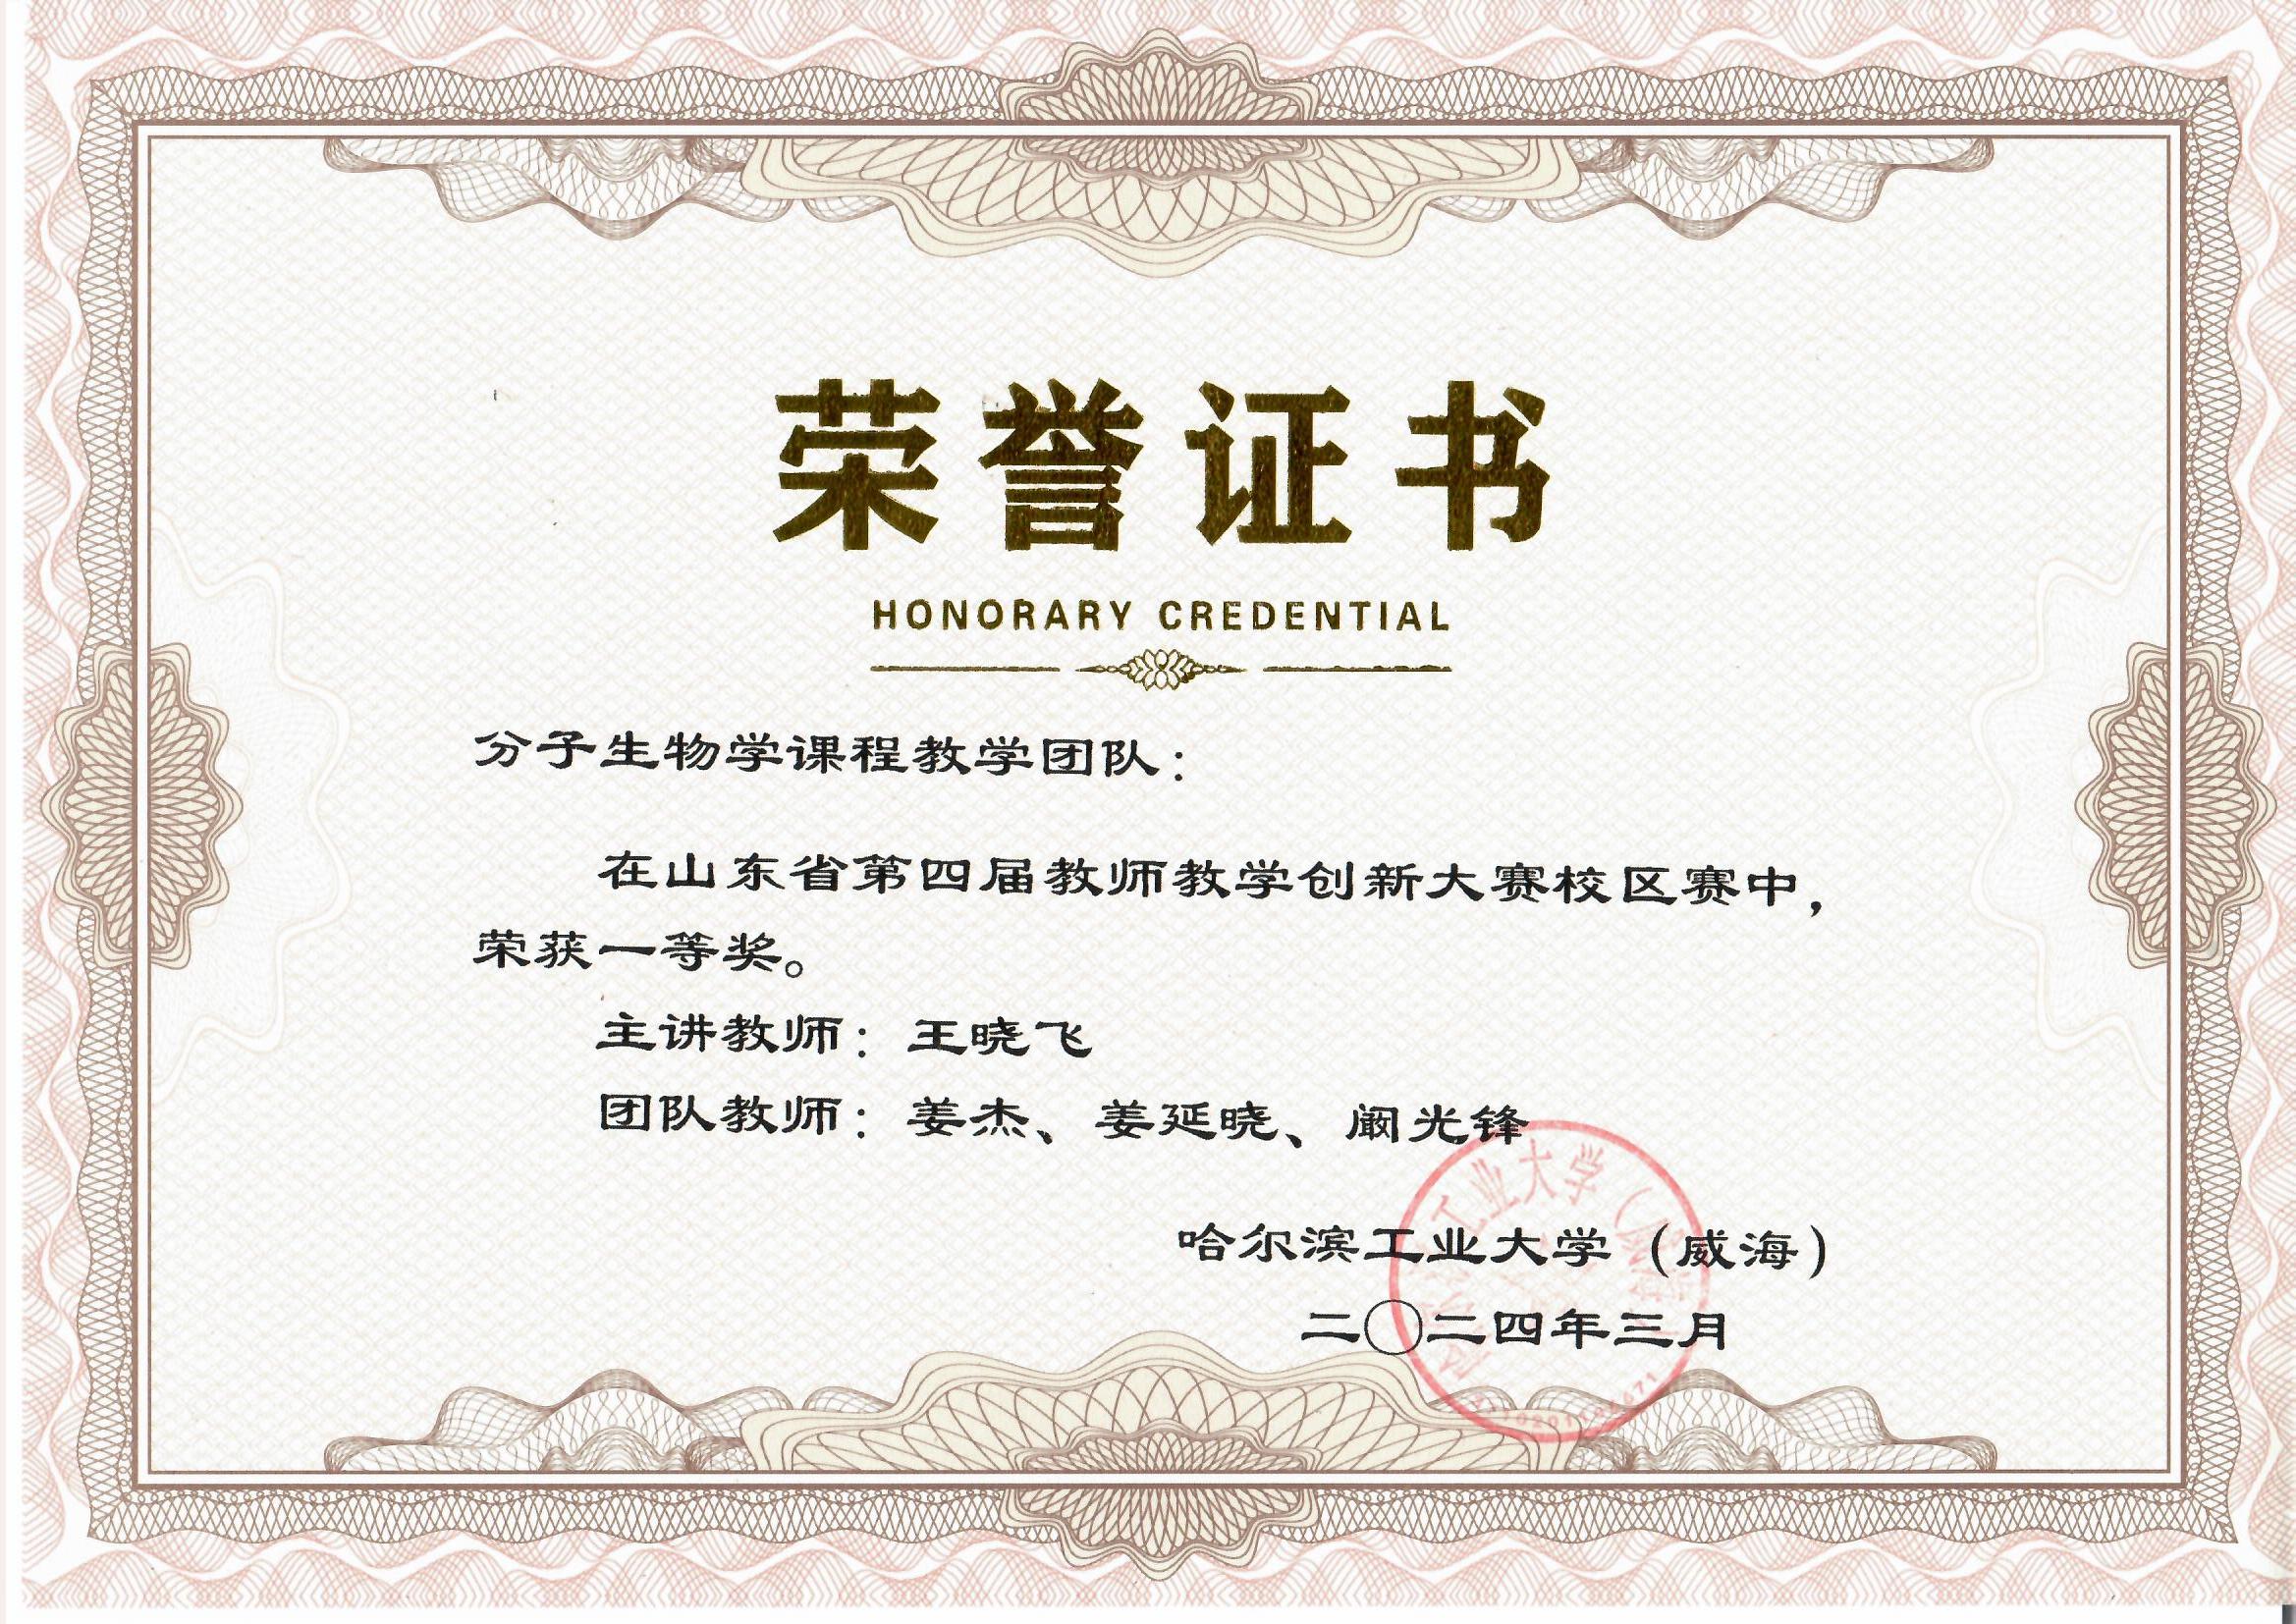 荣誉证书
HONORARY CREDENTIAL
分子生物学课程教学团队：
在山东省第四届教师教学创新大赛校区赛中，
荣获一等奖。
主讲教师：王晓飞
团队教师：姜杰、姜延晓、阚光锋
哈尔滨工业大学（威海）
二〇二四年三月
工业大学（